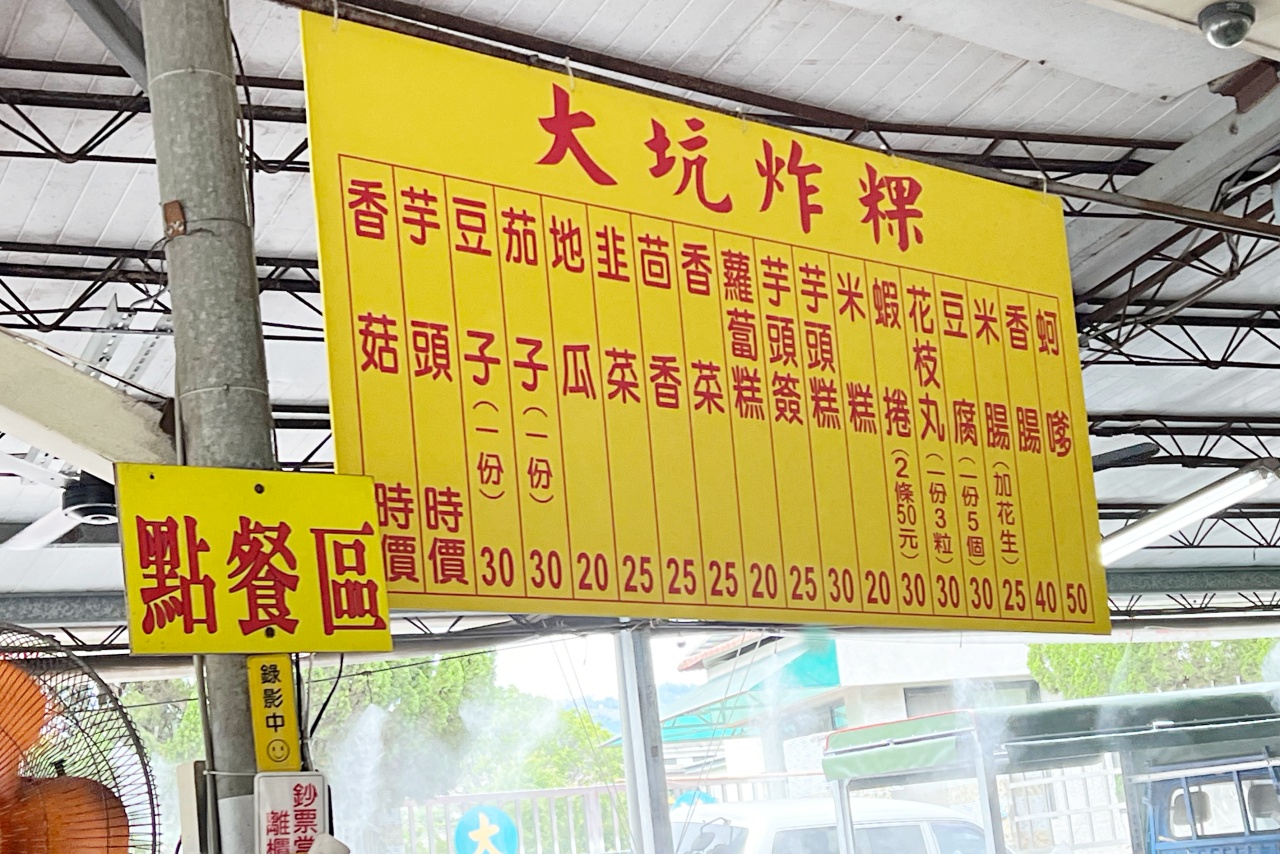 大坑炸粿
蚵嗲 50
香腸 40
米腸（加花生） 25
豆腐（一份5個） 30
花枝丸（一份3粒） 30
蝦捲（2條50元） 30
米糕 20
芋頭糕 30
芋頭簽 25
蘿蔔糕 20
香菜 25
茴香 25
韭菜 25
地瓜 20
茄子（一份） 30
豆子（一份） 30
芋頭 時價
香菇 時價
點餐區
錄影中
鈔票當
離櫃
大